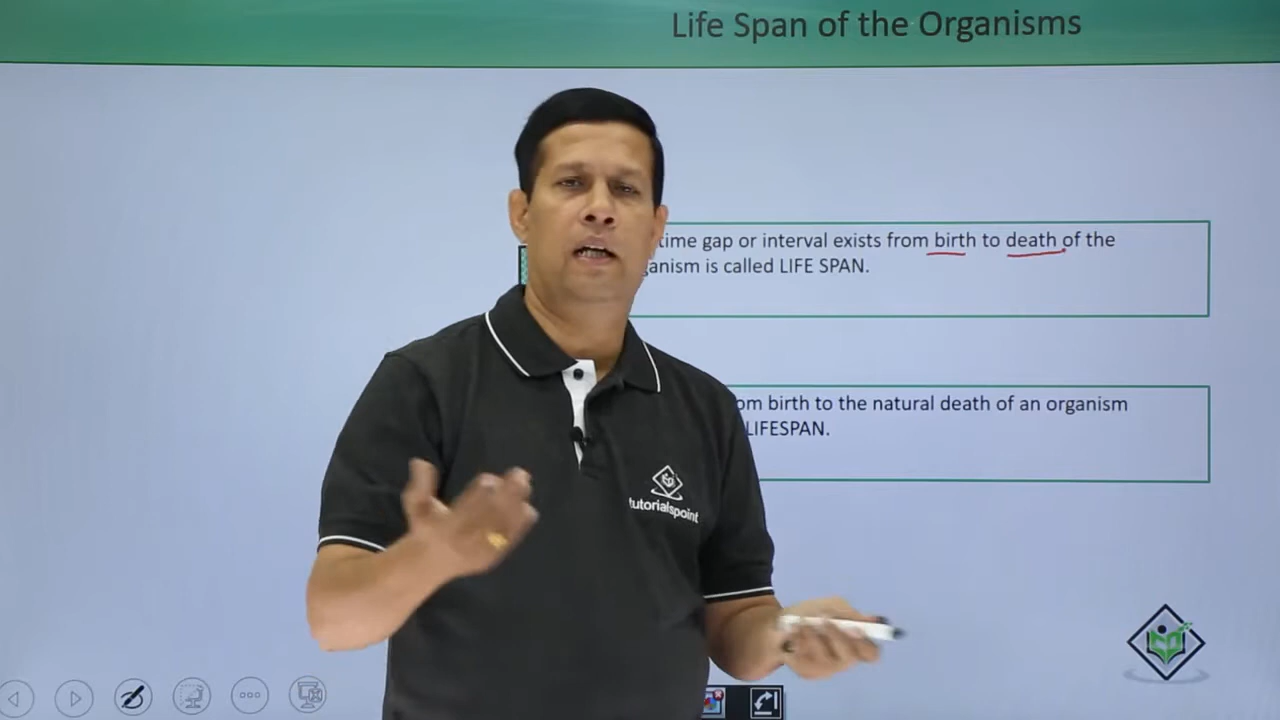 Life Span of the Organisms
time gap or interval exists from birth to death of the
ganism is called LIFE SPAN.
om birth to the natural death of an organism
LIFESPAN.
tutorialspoint